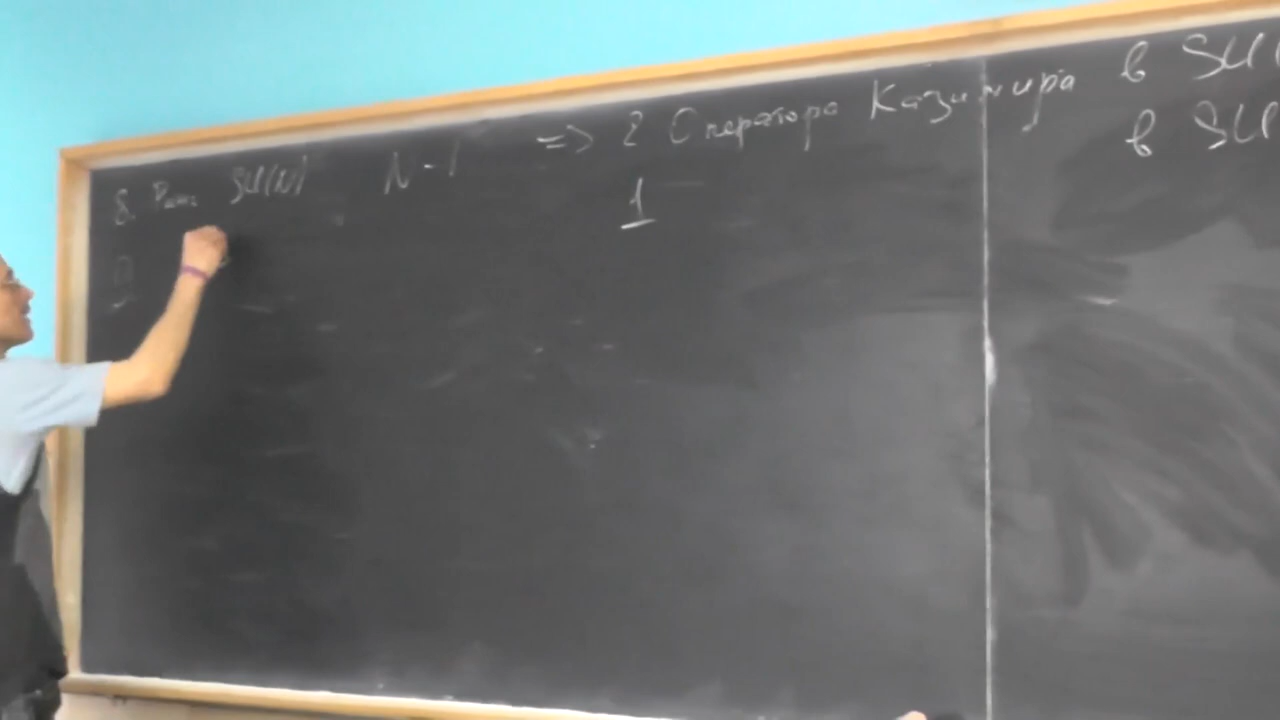 8. Ранг SU(N) N-1 => 2 Оператора Казимира в SU(
1 в SU(